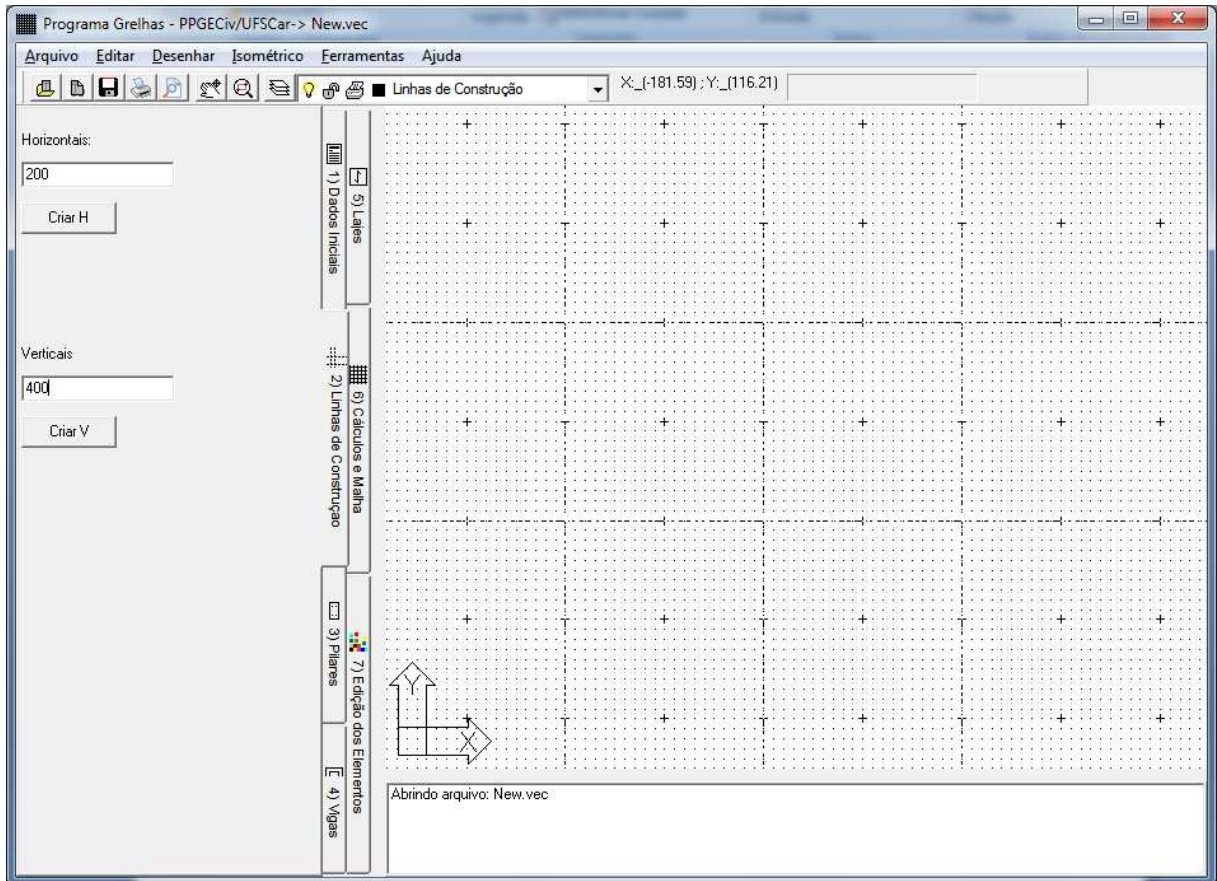 Programa Grelhas - PPGECiv/UFSCar-> New.vec
Arquivo Editar Desenhar Isométrico Ferramentas Ajuda
Linhas de Construção
X:_(-181.59) ; Y:_(116.21)
Horizontais:
200
Criar H
Verticais
400
Criar V
1) Dados Iniciais
2) Linhas de Construçao
3) Pilares
4) Vigas
5) Lajes
6) Cálculos e Malha
7) Edição dos Elementos
Y
X
Abrindo arquivo: New.vec